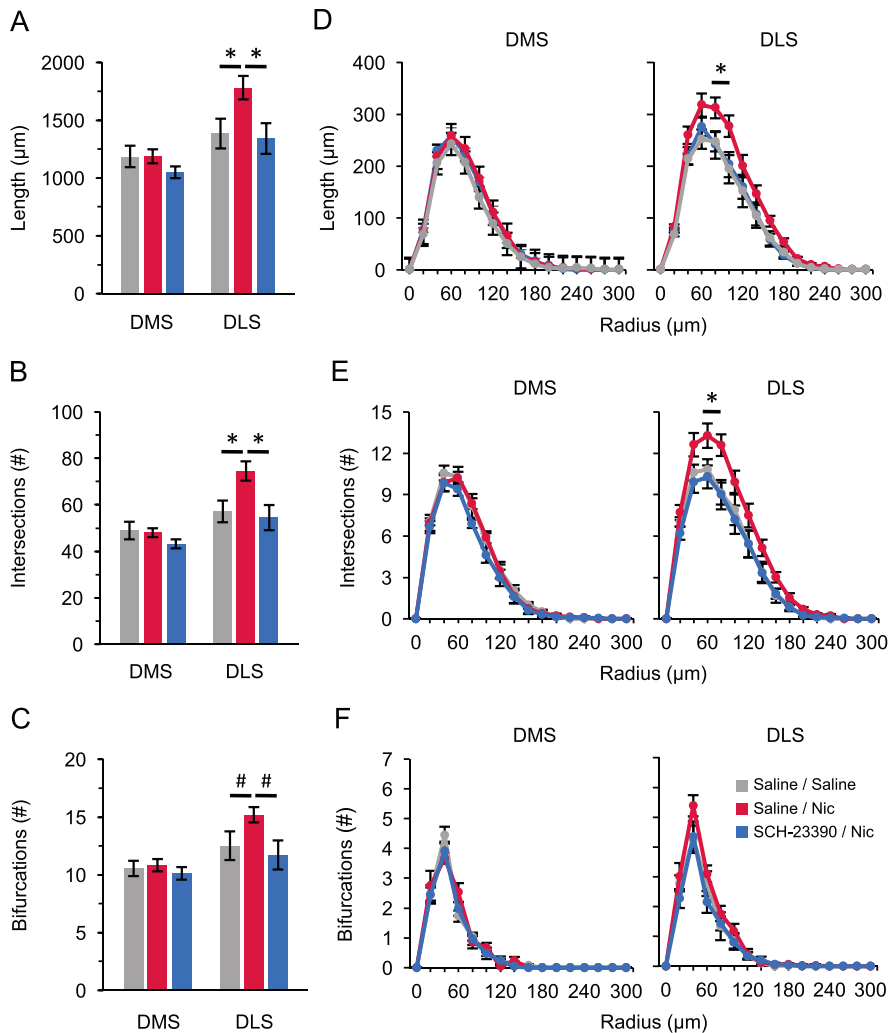 A
2000
1500
1000
500
0
Length (µm)
* *
DMS DLS
B
100
80
60
40
20
0
Intersections (#)
* *
DMS DLS
C
20
15
10
5
0
Bifurcations (#)
# #
DMS DLS
D
DMS DLS
400
300
200
100
0
Length (µm)
*
0 60 120 180 240 300 0 60 120 180 240 300
Radius (µm)
E
DMS DLS
15
12
9
6
3
0
Intersections (#)
*
0 60 120 180 240 300 0 60 120 180 240 300
Radius (µm)
F
DMS DLS
7
6
5
4
3
2
1
0
Bifurcations (#)
Saline / Saline
Saline / Nic
SCH-23390 / Nic
0 60 120 180 240 300 0 60 120 180 240 300
Radius (µm)